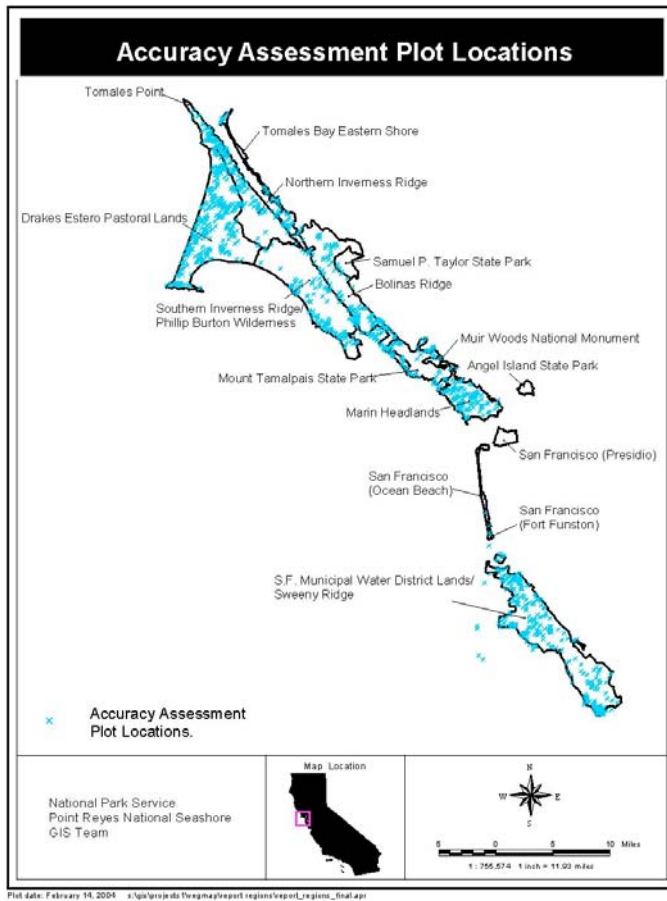 Accuracy Assessment Plot Locations
Tomales Point
Tomales Bay Eastern Shore
Northern Inverness Ridge
Drakes Estero Pastoral Lands
Samuel P. Taylor State Park
Bolinas Ridge
Southern Inverness Ridge/
Phillip Burton Wilderness
Muir Woods National Monument
Angel Island State Park
Mount Tamalpais State Park
Marin Headlands
San Francisco (Presidio)
San Francisco
(Ocean Beach)
San Francisco
(Fort Funston)
S.F. Municipal Water District Lands/
Sweeny Ridge
Accuracy Assessment
Plot Locations.
National Park Service
Point Reyes National Seashore
GIS Team
Map Location
N
W E
S
5 0 5 10 Miles
1 : 755,574 1 inch = 11.93 miles
Plot date: February 14, 2004